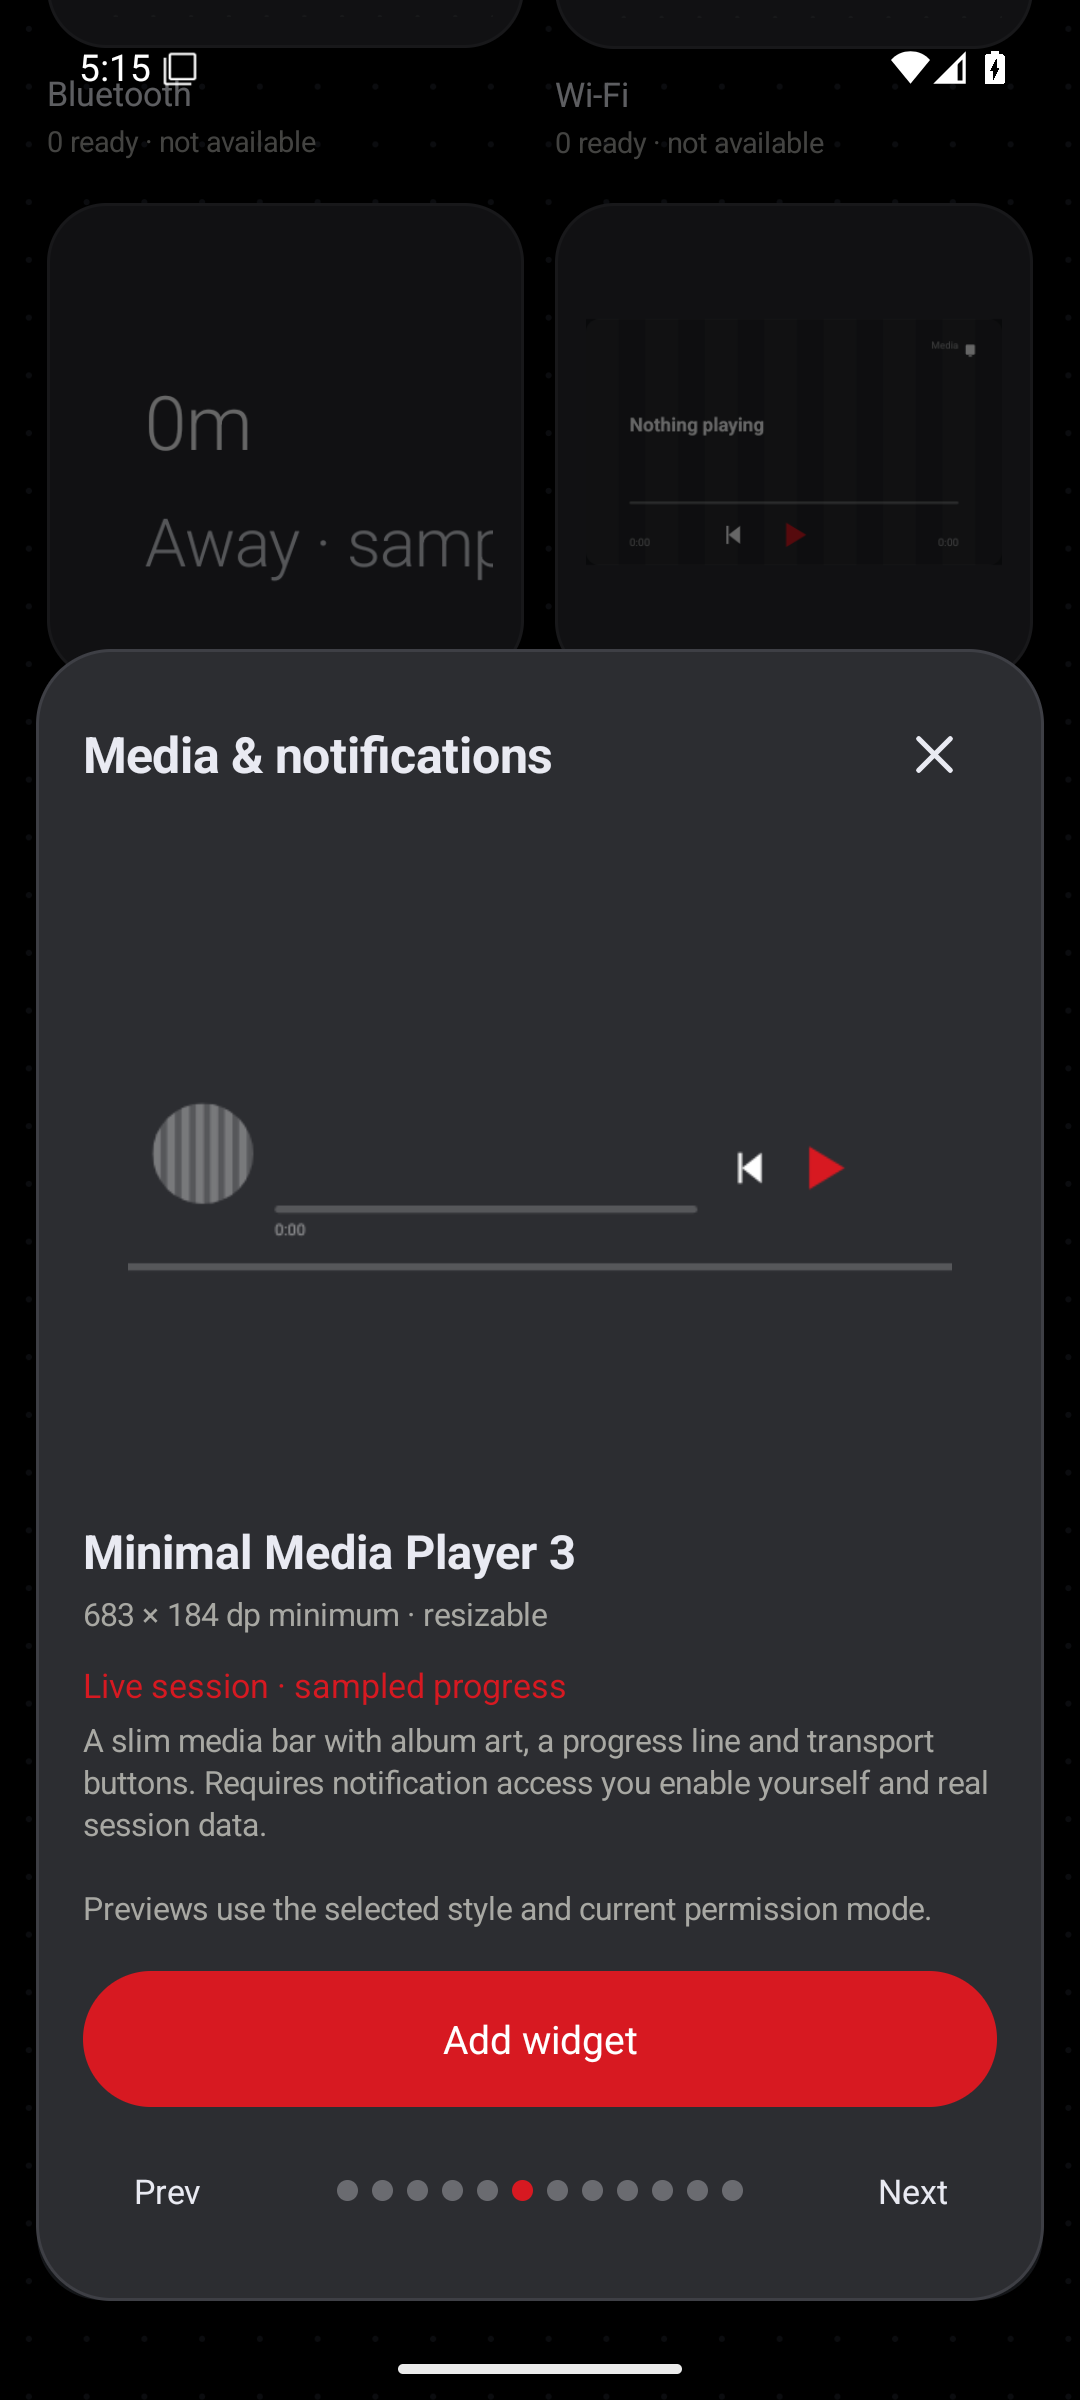 5:15
Bluetooth
Wi-Fi
0 ready · not available
0 ready · not available
0m
Away · samp
Media
Nothing playing
0:00
0:00
Media & notifications
0:00
Minimal Media Player 3
683 × 184 dp minimum · resizable
Live session · sampled progress
A slim media bar with album art, a progress line and transport
buttons. Requires notification access you enable yourself and real
session data.
Previews use the selected style and current permission mode.
Add widget
Prev
Next